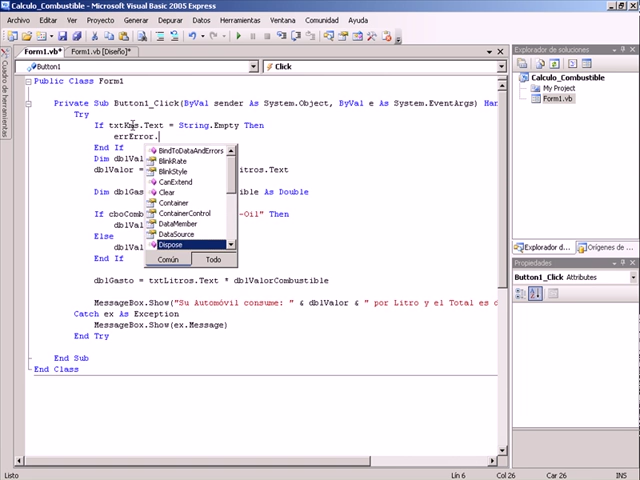 Calculo_Combustible - Microsoft Visual Basic 2005 Express
Archivo Editar Ver Proyecto Generar Depurar Datos Herramientas Ventana Comunidad Ayuda
Form1.vb* Form1.vb [Diseño]*
Button1 Click
Cuadro de herramientas
Public Class Form1
Private Sub Button1_Click(ByVal sender As System.Object, ByVal e As System.EventArgs) Han
Try
If txtKms.Text = String.Empty Then
errError.
End If
Dim dblVal
dblValor = itros.Text
Dim dblGas ible As Double
If cboComb -Oil" Then
dblVal
Else
dblVal
End If
dblGasto = txtLitros.Text * dblValorCombustible
MessageBox.Show("Su Automóvil consume: " & dblValor & " por Litro y el Total es d
Catch ex As Exception
MessageBox.Show(ex.Message)
End Try
End Sub
End Class
BindToDataAndErrors
BlinkRate
BlinkStyle
CanExtend
Clear
Container
ContainerControl
DataMember
DataSource
Dispose
Común Todo
Explorador de soluciones
Calculo_Combustible
My Project
Form1.vb
Explorador d... Orígenes de...
Propiedades
Button1_Click Attributes
Listo Lín 6 Col 26 Car 26 INS